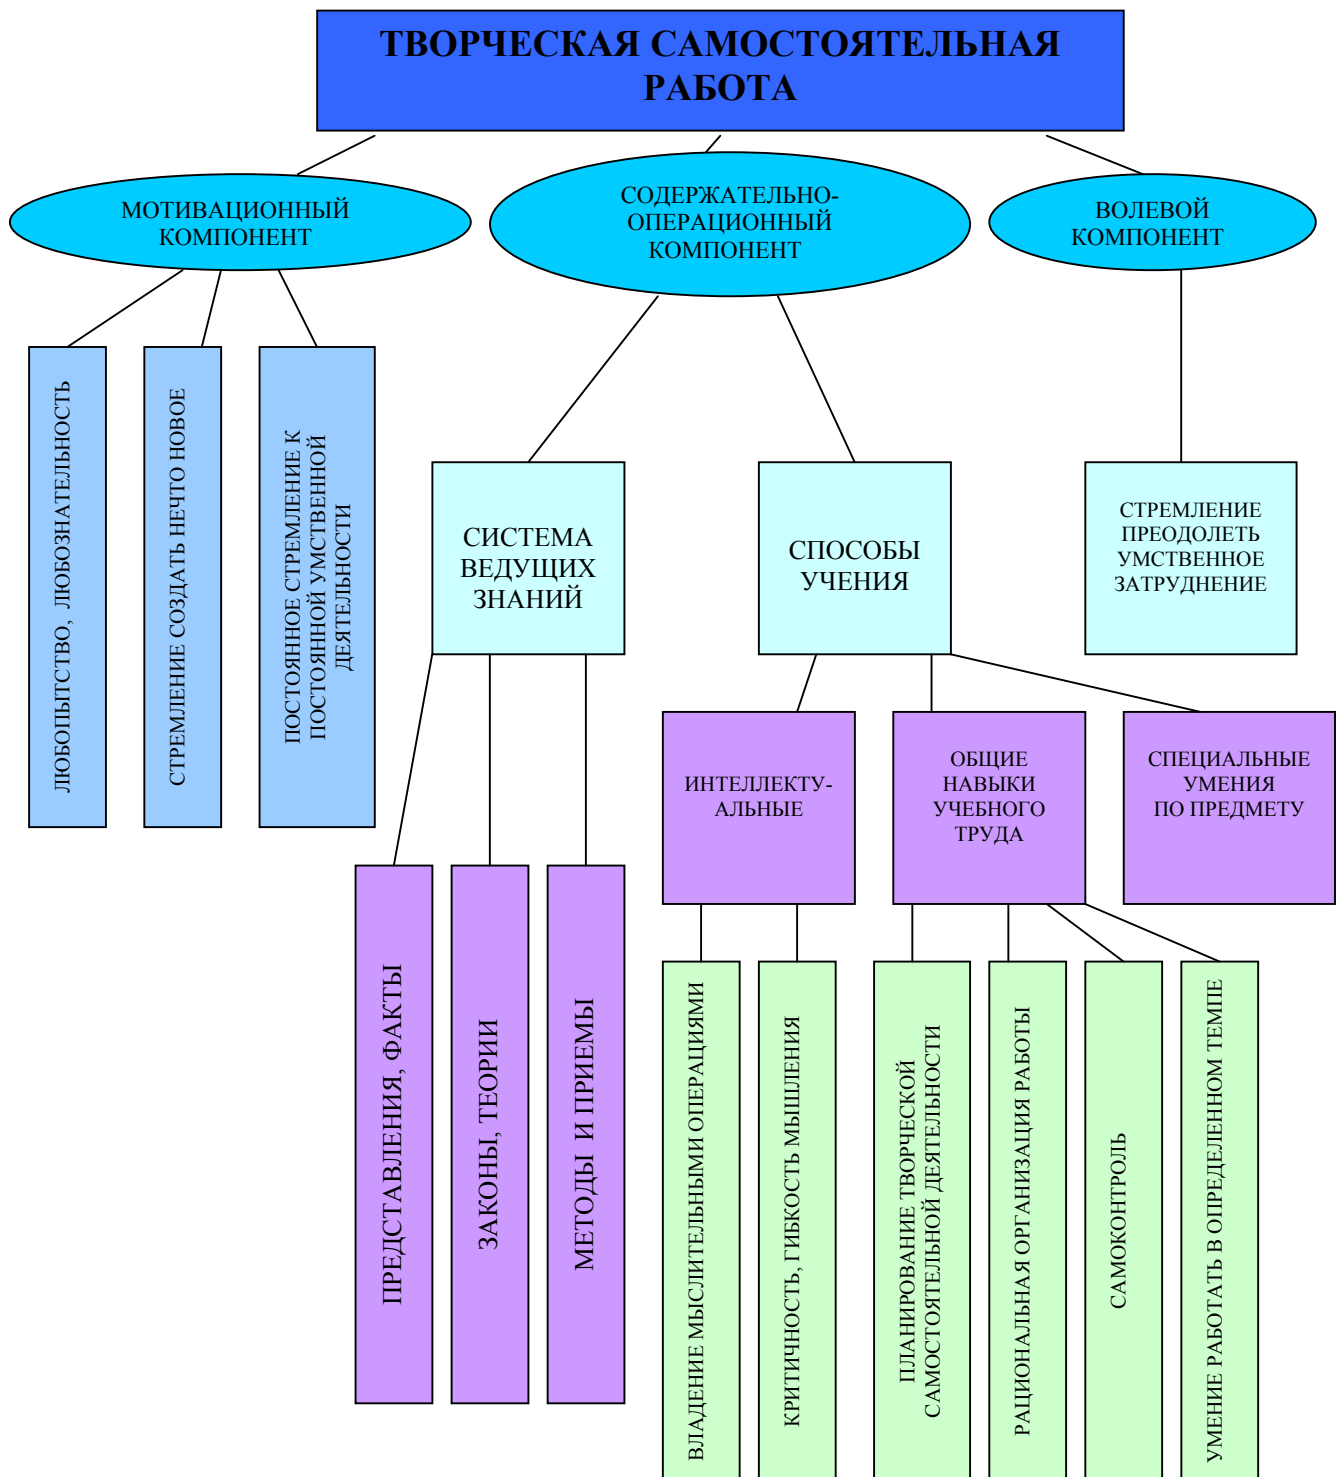 ТВОРЧЕСКАЯ САМОСТОЯТЕЛЬНАЯ
РАБОТА
МОТИВАЦИОННЫЙ
КОМПОНЕНТ
СОДЕРЖАТЕЛЬНО-
ОПЕРАЦИОННЫЙ
КОМПОНЕНТ
ВОЛЕВОЙ
КОМПОНЕНТ
ЛЮБОПЫТСТВО, ЛЮБОЗНАТЕЛЬНОСТЬ
СТРЕМЛЕНИЕ СОЗДАТЬ НЕЧТО НОВОЕ
ПОСТОЯННОЕ СТРЕМЛЕНИЕ К
ПОСТОЯННОЙ УМСТВЕННОЙ
ДЕЯТЕЛЬНОСТИ
СИСТЕМА
ВЕДУЩИХ
ЗНАНИЙ
СПОСОБЫ
УЧЕНИЯ
СТРЕМЛЕНИЕ
ПРЕОДОЛЕТЬ
УМСТВЕННОЕ
ЗАТРУДНЕНИЕ
ИНТЕЛЛЕКТУ-
АЛЬНЫЕ
ОБЩИЕ
НАВЫКИ
УЧЕБНОГО
ТРУДА
СПЕЦИАЛЬНЫЕ
УМЕНИЯ
ПО ПРЕДМЕТУ
ПРЕДСТАВЛЕНИЯ, ФАКТЫ
ЗАКОНЫ, ТЕОРИИ
МЕТОДЫ И ПРИЕМЫ
ВЛАДЕНИЕ МЫСЛИТЕЛЬНЫМИ ОПЕРАЦИЯМИ
КРИТИЧНОСТЬ, ГИБКОСТЬ МЫШЛЕНИЯ
ПЛАНИРОВАНИЕ ТВОРЧЕСКОЙ
САМОСТОЯТЕЛЬНОЙ ДЕЯТЕЛЬНОСТИ
РАЦИОНАЛЬНАЯ ОРГАНИЗАЦИЯ РАБОТЫ
САМОКОНТРОЛЬ
УМЕНИЕ РАБОТАТЬ В ОПРЕДЕЛЕННОМ ТЕМПЕ